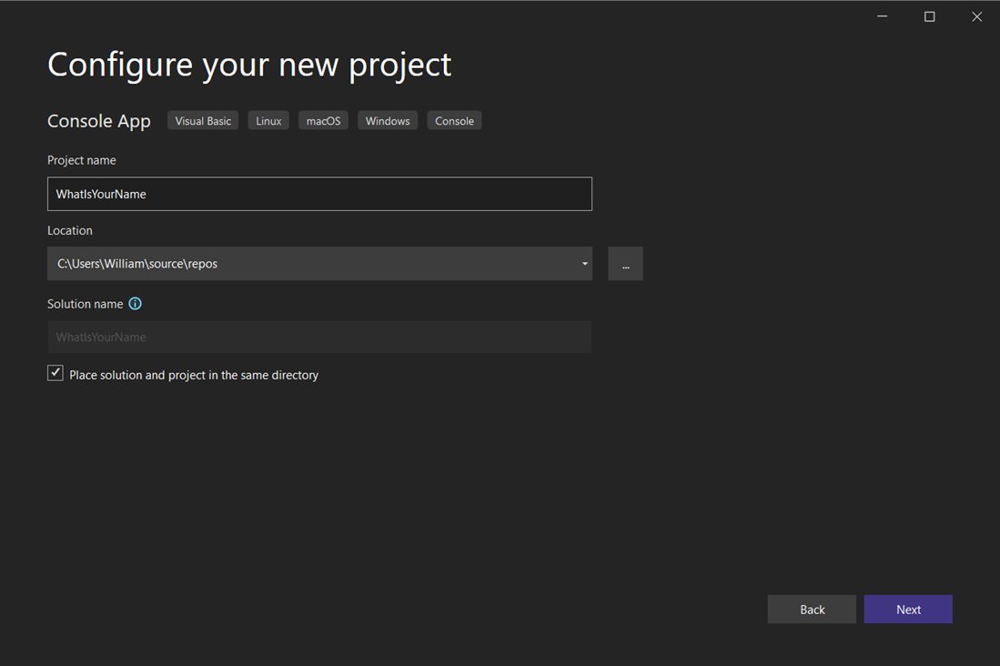 Configure your new project
Console App Visual Basic Linux macOS Windows Console
Project name
WhatIsYourName
Location
C:\Users\William\source\repos
...
Solution name
WhatIsYourName
Place solution and project in the same directory
Back Next